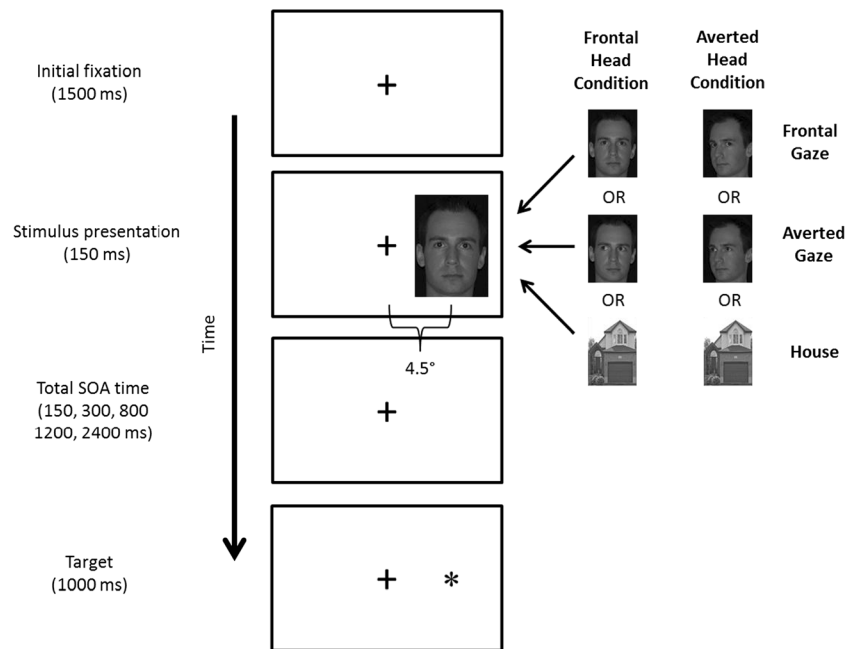 Initial fixation
(1500 ms)
+
Stimulus presentation
(150 ms)
+
4.5°
Total SOA time
(150, 300, 800
1200, 2400 ms)
+
Target
(1000 ms)
+ *
Time
Frontal
Head
Condition
Averted
Head
Condition
Frontal
Gaze
OR OR
Averted
Gaze
OR OR
House